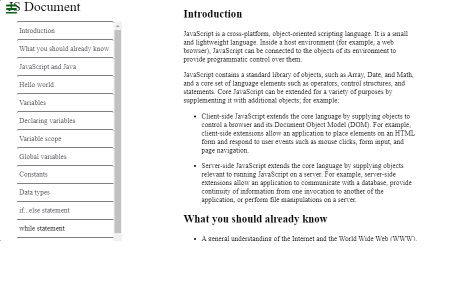 JS Document
Introduction
What you should already know
JavaScript and Java
Hello world
Variables
Declaring variables
Variable scope
Global variables
Constants
Data types
if...else statement
while statement
Introduction
JavaScript is a cross-platform, object-oriented scripting language. It is a small
and lightweight language. Inside a host environment (for example, a web
browser), JavaScript can be connected to the objects of its environment to
provide programmatic control over them.
JavaScript contains a standard library of objects, such as Array, Date, and Math,
and a core set of language elements such as operators, control structures, and
statements. Core JavaScript can be extended for a variety of purposes by
supplementing it with additional objects; for example:
• Client-side JavaScript extends the core language by supplying objects to
control a browser and its Document Object Model (DOM). For example,
client-side extensions allow an application to place elements on an HTML
form and respond to user events such as mouse clicks, form input, and
page navigation.
• Server-side JavaScript extends the core language by supplying objects
relevant to running JavaScript on a server. For example, server-side
extensions allow an application to communicate with a database, provide
continuity of information from one invocation to another of the
application, or perform file manipulations on a server.
What you should already know
• A general understanding of the Internet and the World Wide Web (WWW).